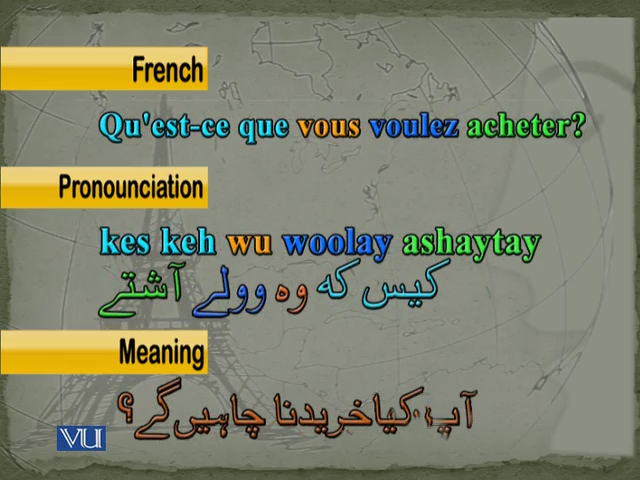 French
Qu'est-ce que vous voulez acheter?
Pronounciation
kes keh wu woolay ashaytay
کیس کہ وہ وولے آشتے
Meaning
آپ کیا خریدنا چاہیں گے؟
VU